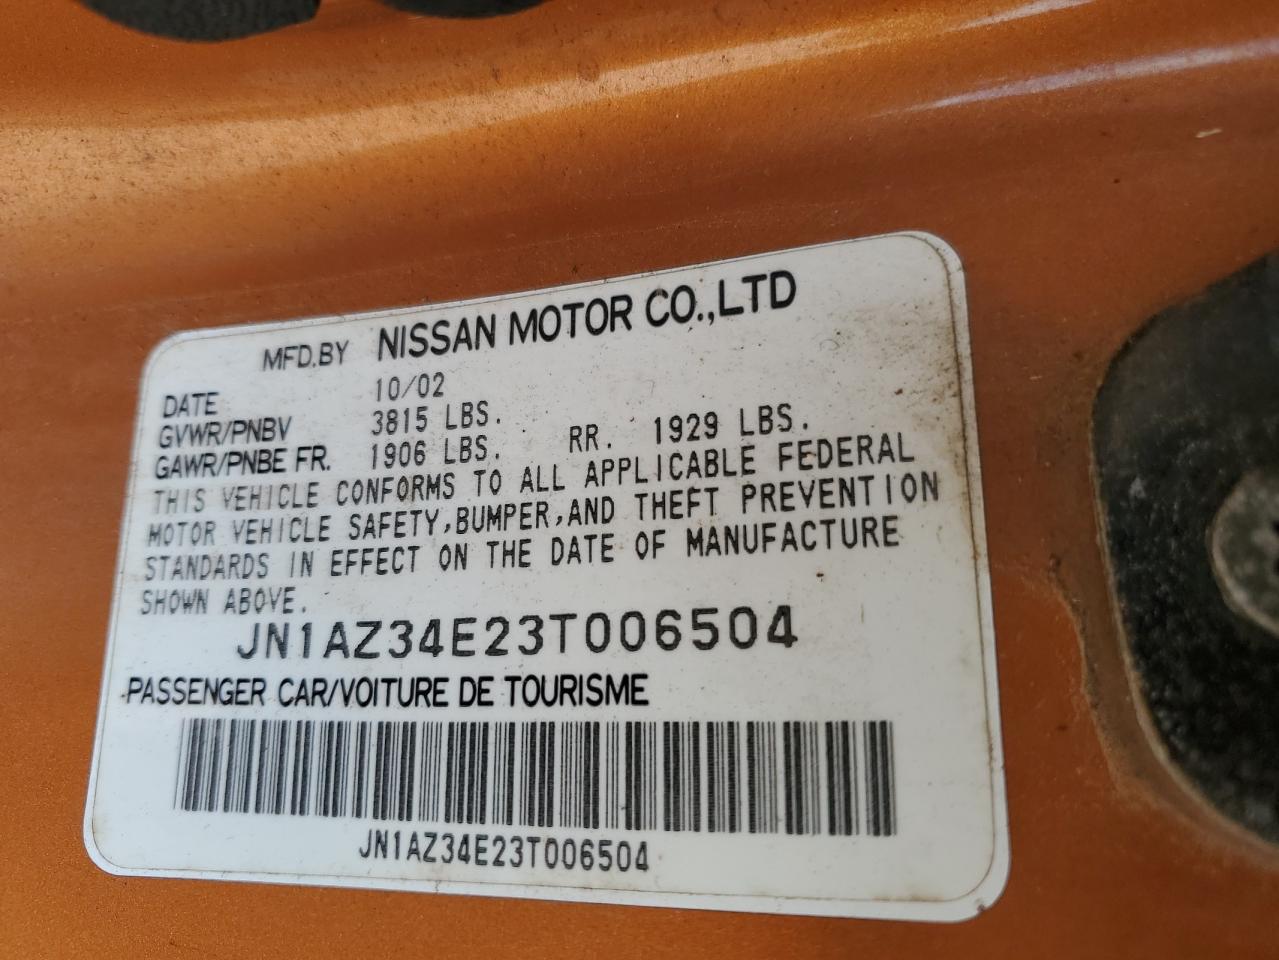 MFD.BY NISSAN MOTOR CO.,LTD
DATE 10/02
GVWR/PNBV 3815 LBS.
GAWR/PNBE FR. 1906 LBS. RR. 1929 LBS.
THIS VEHICLE CONFORMS TO ALL APPLICABLE FEDERAL
MOTOR VEHICLE SAFETY,BUMPER,AND THEFT PREVENTION
STANDARDS IN EFFECT ON THE DATE OF MANUFACTURE
SHOWN ABOVE.
JN1AZ34E23T006504
PASSENGER CAR/VOITURE DE TOURISME
JN1AZ34E23T006504